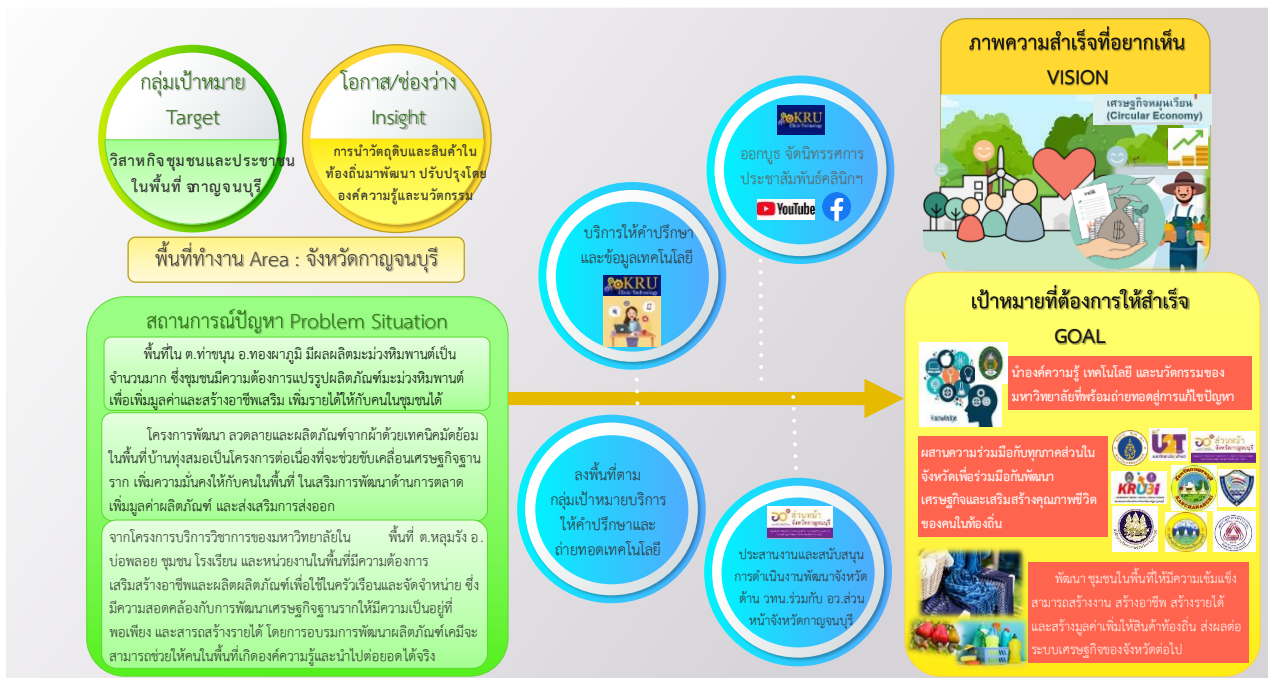 กลุ่มเป้าหมาย
Target
วิสาหกิจชุมชนและประชาชน
ในพื้นที่ จ.กาญจนบุรี
โอกาส/ช่องว่าง
Insight
การนำวัตถุดิบและสินค้าใน
ท้องถิ่นมาพัฒนา ปรับปรุงโดย
องค์ความรู้และนวัตกรรม
พื้นที่ทำงาน Area : จังหวัดกาญจนบุรี
สถานการณ์ปัญหา Problem Situation
พื้นที่ใน ต.ท่าขนุน อ.ทองผาภูมิ มีผลผลิตมะม่วงหิมพานต์เป็น
จำนวนมาก ซึ่งชุมชนมีความต้องการแปรรูปผลิตภัณฑ์มะม่วงหิมพานต์
เพื่อเพิ่มมูลค่าและสร้างอาชีพเสริม เพิ่มรายได้ให้กับคนในชุมชนได้
โครงการพัฒนา ลวดลายและผลิตภัณฑ์จากผ้าด้วยเทคนิคมัดย้อม
ในพื้นที่บ้านทุ่งสมอเป็นโครงการต่อเนื่องที่จะช่วยขับเคลื่อนเศรษฐกิจฐาน
ราก เพิ่มความมั่นคงให้กับคนในพื้นที่ ในเสริมการพัฒนาด้านการตลาด
เพิ่มมูลค่าผลิตภัณฑ์ และส่งเสริมการส่งออก
จากโครงการบริการวิชาการของมหาวิทยาลัยใน พื้นที่ ต.หลุมรัง อ.
บ่อพลอย ชุมชน โรงเรียน และหน่วยงานในพื้นที่มีความต้องการ
เสริมสร้างอาชีพและผลิตผลิตภัณฑ์เพื่อใช้ในครัวเรือนและจัดจำหน่าย ซึ่ง
มีความสอดคล้องกับการพัฒนาเศรษฐกิจฐานรากให้มีความเป็นอยู่ที่
พอเพียง และสารถสร้างรายได้ โดยการอบรมการพัฒนาผลิตภัณฑ์เคมีจะ
สามารถช่วยให้คนในพื้นที่เกิดองค์ความรู้และนำไปต่อยอดได้จริง
บริการให้คำปรึกษา
และข้อมูลเทคโนโลยี
KRU
Clinic Technology
KRU
Clinic Technology
ออกบูธ จัดนิทรรศการ
ประชาสัมพันธ์คลินิกฯ
YouTube
ลงพื้นที่ตาม
กลุ่มเป้าหมายบริการ
ให้คำปรึกษาและ
ถ่ายทอดเทคโนโลยี
ส่วนหน้า
จังหวัดกาญจนบุรี
ประสานงานและสนับสนุน
การดำเนินงานพัฒนาจังหวัด
ด้าน วทน.ร่วมกับ อว.ส่วน
หน้าจังหวัดกาญจนบุรี
ภาพความสำเร็จที่อยากเห็น
VISION
เศรษฐกิจหมุนเวียน
(Circular Economy)
เป้าหมายที่ต้องการให้สำเร็จ
GOAL
knowledge
นำองค์ความรู้ เทคโนโลยี และนวัตกรรมของ
มหาวิทยาลัยที่พร้อมถ่ายทอดสู่การแก้ไขปัญหา
ผสานความร่วมมือกับทุกภาคส่วนใน
จังหวัดเพื่อร่วมมือกันพัฒนา
เศรษฐกิจและเสริมสร้างคุณภาพชีวิต
ของคนในท้องถิ่น
U2T
ส่วนหน้า
จังหวัดกาญจนบุรี
KRUBI
พัฒนา ชุมชนในพื้นที่ให้มีความเข้มแข็ง
สามารถสร้างงาน สร้างอาชีพ สร้างรายได้
และสร้างมูลค่าเพิ่มให้สินค้าท้องถิ่น ส่งผลต่อ
ระบบเศรษฐกิจของจังหวัดต่อไป